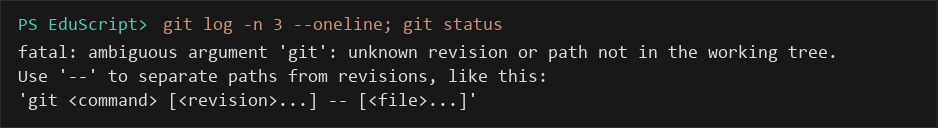 PS EduScript> git log -n 3 --oneline; git status
fatal: ambiguous argument 'git': unknown revision or path not in the working tree.
Use '--' to separate paths from revisions, like this:
'git <command> [<revision>...] -- [<file>...]'